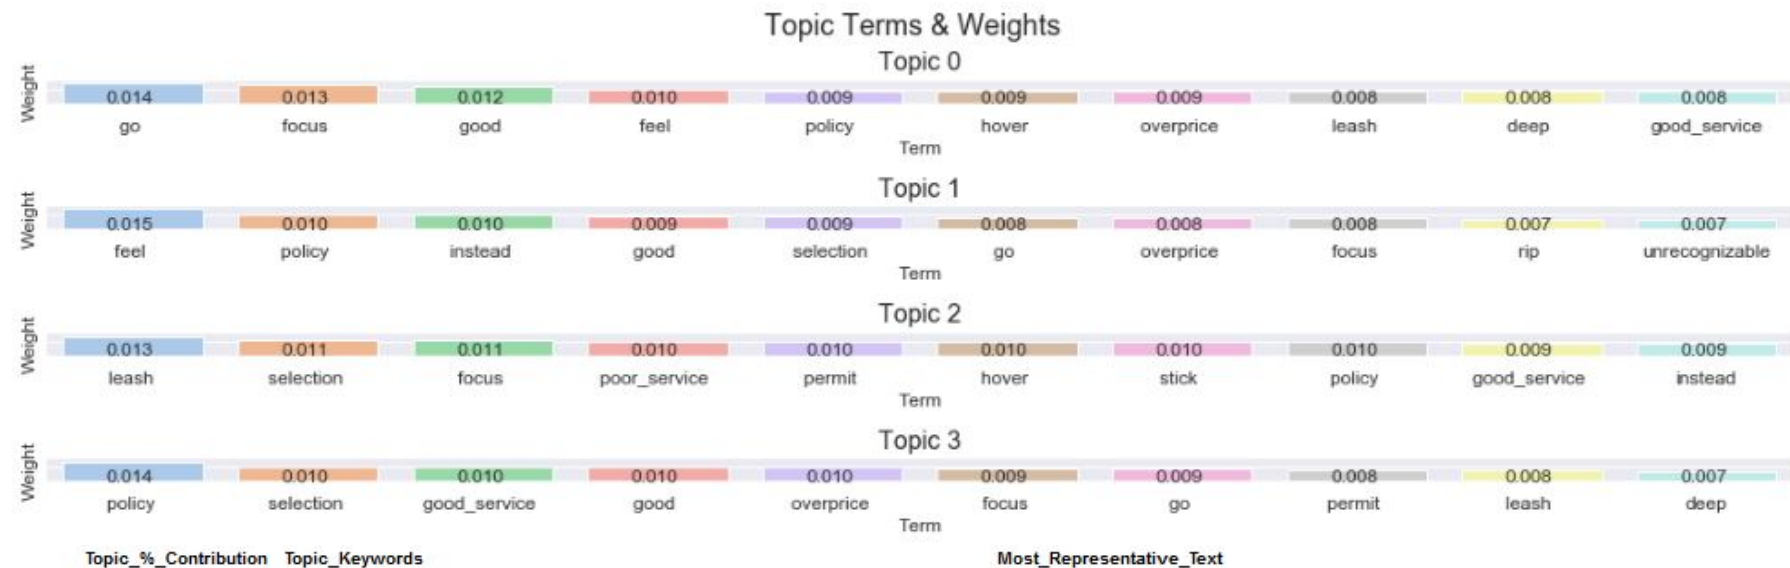 Topic Terms & Weights
Topic 0
Weight
0.014 0.013 0.012 0.010 0.009 0.009 0.009 0.008 0.008 0.008
go focus good feel policy hover overprice leash deep good_service
Term
Topic 1
Weight
0.015 0.010 0.010 0.009 0.009 0.008 0.008 0.008 0.007 0.007
feel policy instead good selection go overprice focus rip unrecognizable
Term
Topic 2
Weight
0.013 0.011 0.011 0.010 0.010 0.010 0.010 0.010 0.009 0.009
leash selection focus poor_service permit hover stick policy good_service instead
Term
Topic 3
Weight
0.014 0.010 0.010 0.010 0.010 0.009 0.009 0.008 0.008 0.007
policy selection good_service good overprice focus go permit leash deep
Term
Topic_%_Contribution Topic_Keywords Most_Representative_Text